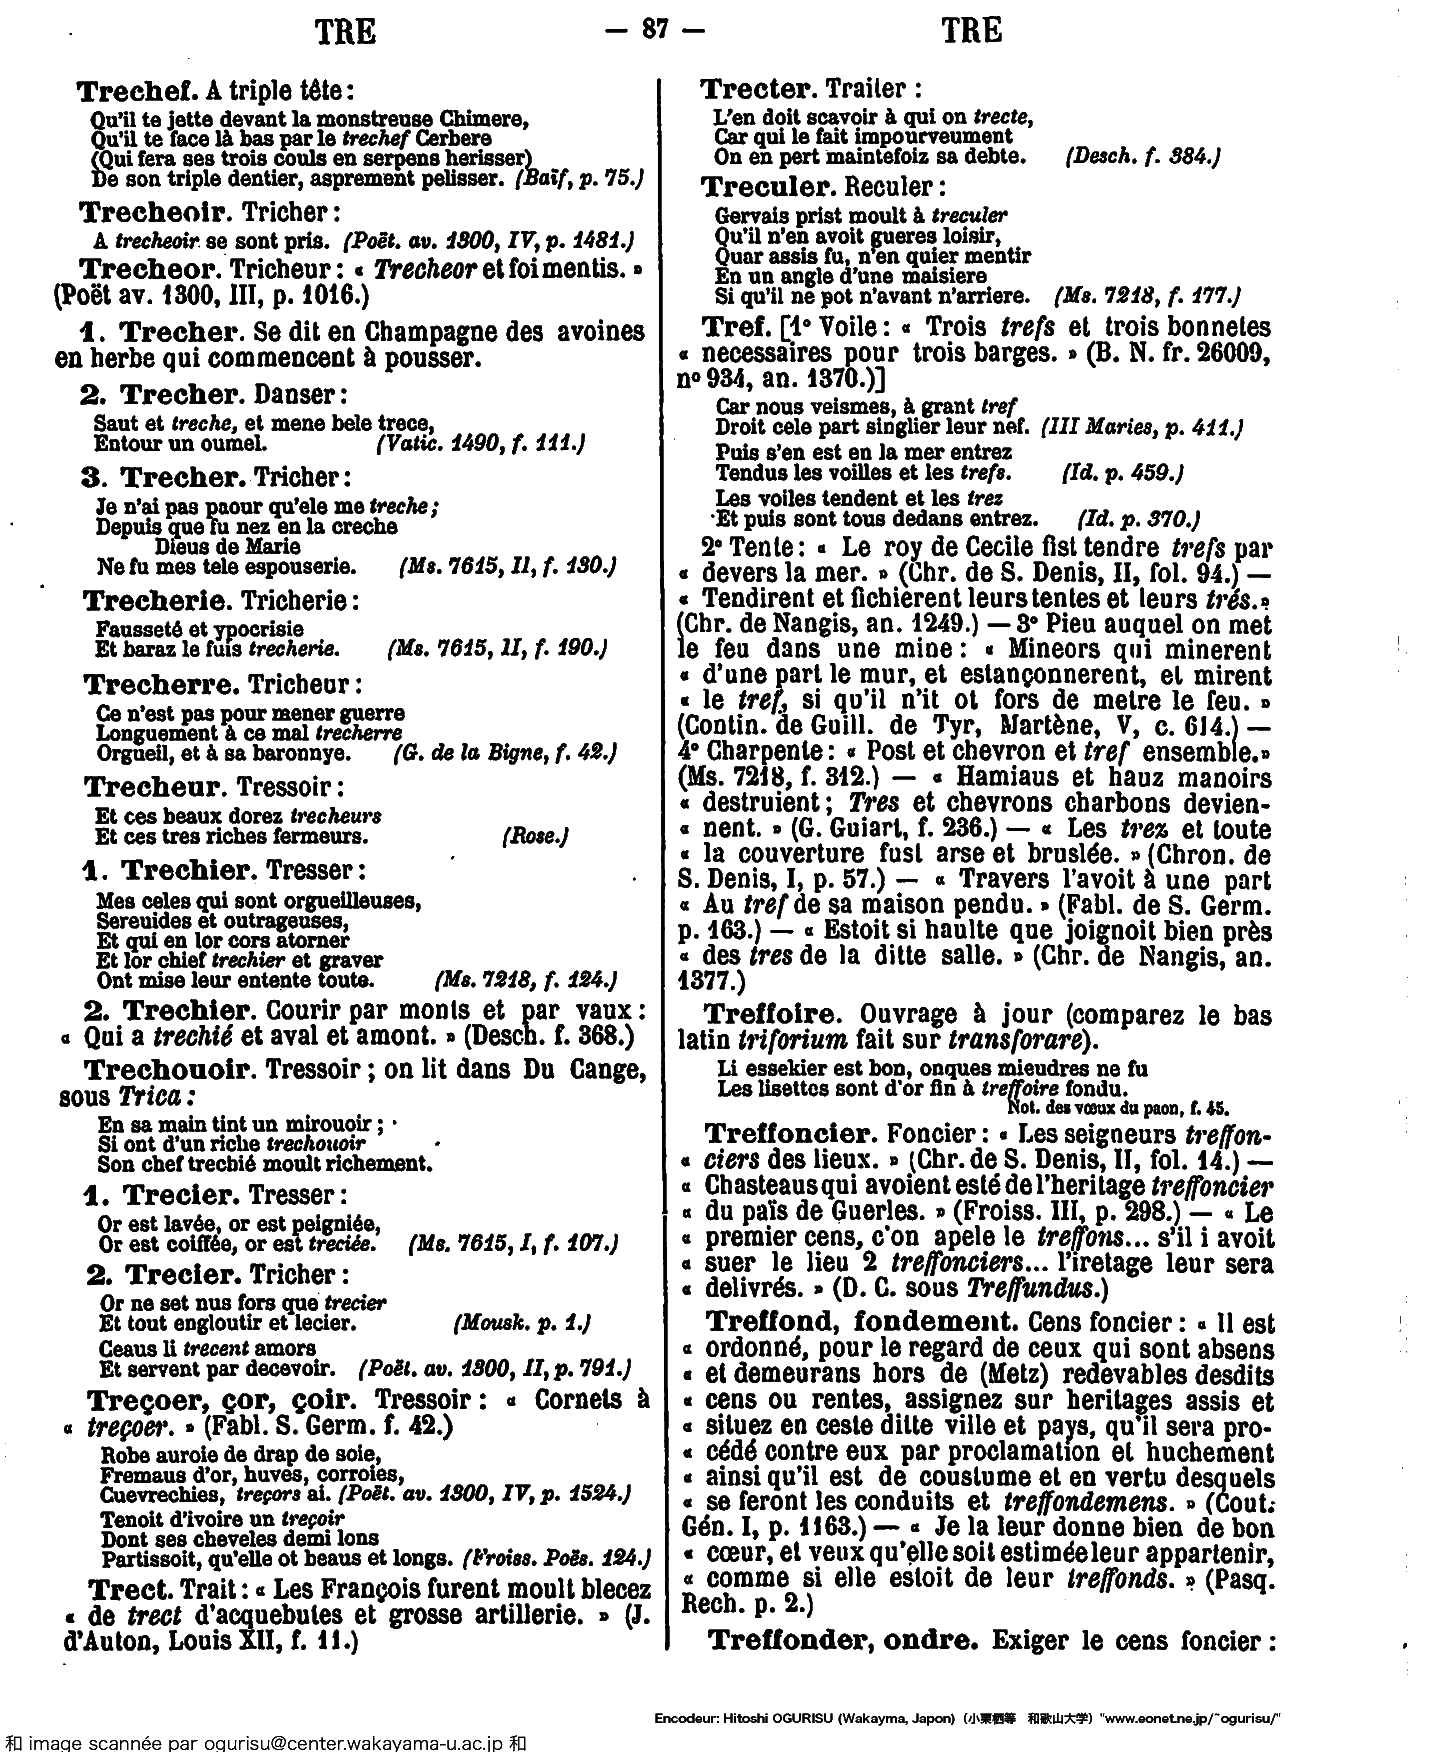 TRE — 87 — TRE
Trechef. A triple tête :
Qu'il te jette devant la monstreuse Chimere,
Qu'il te face là bas par le trechef Cerbere
(Qui fera ses trois couls en serpens herisser)
De son triple dentier, asprement pelisser. (Baïf, p. 75.)
Trecheoir. Tricher :
A trecheoir se sont pris. (Poët. av. 1300, IV, p. 1481.)
Trecheor. Tricheur : « Trecheor et foi mentis. »
(Poët av. 1300, III, p. 1016.)
1. Trecher. Se dit en Champagne des avoines
en herbe qui commencent à pousser.
2. Trecher. Danser :
Saut et treche, et mene bele trece,
Entour un oumel. (Vatic. 1490, f. 111.)
3. Trecher. Tricher :
Je n'ai pas paour qu'ele me treche ;
Depuis que fu nez en la creche
Dieus de Marie
Ne fu mes tele espouserie. (Ms. 7615, II, f. 130.)
Trecherie. Tricherie :
Fausseté et ypocrisie
Et baraz le fuis trecherie. (Ms. 7615, II, f. 190.)
Trecherre. Tricheur :
Ce n'est pas pour mener guerre
Longuement à ce mal trecherre
Orgueil, et à sa baronnye. (G. de la Bigne, f. 42.)
Trecheur. Tressoir :
Et ces beaux dorez trecheurs
Et ces tres riches fermeurs. (Rose.)
1. Trechier. Tresser :
Mes celes qui sont orgueilleuses,
Sereuides et outrageuses,
Et qui en lor cors atorner
Et lor chief trechier et graver
Ont mise leur entente toute. (Ms. 7218, f. 124.)
2. Trechier. Courir par monts et par vaux :
« Qui a trechié et aval et amont. » (Desch. f. 368.)
Trechouoir. Tressoir ; on lit dans Du Cange,
sous Trica :
En sa main tint un mirouoir ;
Si ont d'un riche trechouoir
Son chef trechié moult richement.
1. Trecier. Tresser :
Or est lavée, or est peigniée,
Or est coiffée, or est treciée. (Ms. 7615, I, f. 107.)
2. Trecier. Tricher :
Or ne set nus fors que trecier
Et tout engloutir et lecier. (Mousk. p. 1.)
Ceaus li trecent amors
Et servent par decevoir. (Poët. av. 1300, II, p. 791.)
Treçoer, çor, çoir. Tressoir : « Cornets à
« treçoer. » (Fabl. S. Germ. f. 42.)
Robe auroie de drap de soie,
Fremaus d'or, huves, corroies,
Cuevrechies, treçors ai. (Poët. av. 1300, IV, p. 1524.)
Tenoit d'ivoire un treçoir
Dont ses cheveles demi lons
Partissoit, qu'elle ot beaus et longs. (Froiss. Poës. 124.)
Trect. Trait : « Les François furent moult blecez
« de trect d'acquebutes et grosse artillerie. » (J.
d'Auton, Louis XII, f. 11.)
Trecter. Traiter :
L'en doit scavoir à qui on trecte,
Car qui le fait impourveument
On en pert maintefoiz sa debte. (Desch. f. 384.)
Treculer. Reculer :
Gervais prist moult à treculer
Qu'il n'en avoit gueres loisir,
Quar assis fu, n'en quier mentir
En un angle d'une maisiere
Si qu'il ne pot n'avant n'arriere. (Ms. 7218, f. 177.)
Tref. [1° Voile : « Trois trefs et trois bonnetes
« necessaires pour trois barges. » (B. N. fr. 26009,
n° 934, an. 1370.)]
Car nous veismes, à grant tref
Droit cele part singlier leur nef. (III Maries, p. 411.)
Puis s'en est en la mer entrez
Tendus les voilles et les trefs. (Id. p. 459.)
Les voiles tendent et les trez
Et puis sont tous dedans entrez. (Id. p. 370.)
2° Tente : « Le roy de Cecile fist tendre trefs par
« devers la mer. » (Chr. de S. Denis, II, fol. 94.) —
« Tendirent et fichierent leurs tentes et leurs trés. »
(Chr. de Nangis, an. 1249.) — 3° Pieu auquel on met
le feu dans une mine : « Mineors qui minerent
« d'une part le mur, et estançonnerent, et mirent
« le tref, si qu'il n'it ot fors de metre le feu. »
(Contin. de Guill. de Tyr, Martène, V, c. 614.) —
4° Charpente : « Post et chevron et tref ensemble. »
(Ms. 7218, f. 312.) — « Hamiaus et hauz manoirs
« destruient ; Tres et chevrons charbons devien-
« nent. » (G. Guiart, f. 236.) — « Les trez et toute
« la couverture fust arse et bruslée. » (Chron. de
S. Denis, I, p. 57.) — « Travers l'avoit à une part
« Au tref de sa maison pendu. » (Fabl. de S. Germ.
p. 163.) — « Estoit si haulte que joignoit bien près
« des tres de la ditte salle. » (Chr. de Nangis, an.
1377.)
Treffoire. Ouvrage à jour (comparez le bas
latin triforium fait sur transforare).
Li essekier est bon, onques mieudres ne fu
Les lisettes sont d'or fin à treffoire fondu.
Not. des vœux du paon, f. 45.
Treffoncier. Foncier : « Les seigneurs treffon-
« ciers des lieux. » (Chr. de S. Denis, II, fol. 14.) —
« Chasteaus qui avoient esté de l'heritage treffoncier
« du païs de Guerles. » (Froiss. III, p. 298.) — « Le
« premier cens, c'on apele le treffons... s'il i avoit
« suer le lieu 2 treffonciers... l'iretage leur sera
« delivrés. » (D. C. sous Treffundus.)
Treffond, fondement. Cens foncier : « Il est
« ordonné, pour le regard de ceux qui sont absens
« et demeurans hors de (Metz) redevables desdits
« cens ou rentes, assignez sur heritages assis et
« situez en ceste ditte ville et pays, qu'il sera pro-
« cédé contre eux par proclamation et huchement
« ainsi qu'il est de coustume et en vertu desquels
« se feront les conduits et treffondemens. » (Cout.
Gén. I, p. 1163.) — « Je la leur donne bien de bon
« cœur, et veux qu'elle soit estimée leur appartenir,
« comme si elle estoit de leur treffonds. » (Pasq.
Rech. p. 2.)
Treffonder, ondre. Exiger le cens foncier :
Encodeur: Hitoshi OGURISU (Wakayma, Japon) (小栗栖等 和歌山大学) "www.eonet.ne.jp/~ogurisu/"
和 image scannée par ogurisu@center.wakayama-u.ac.jp 和